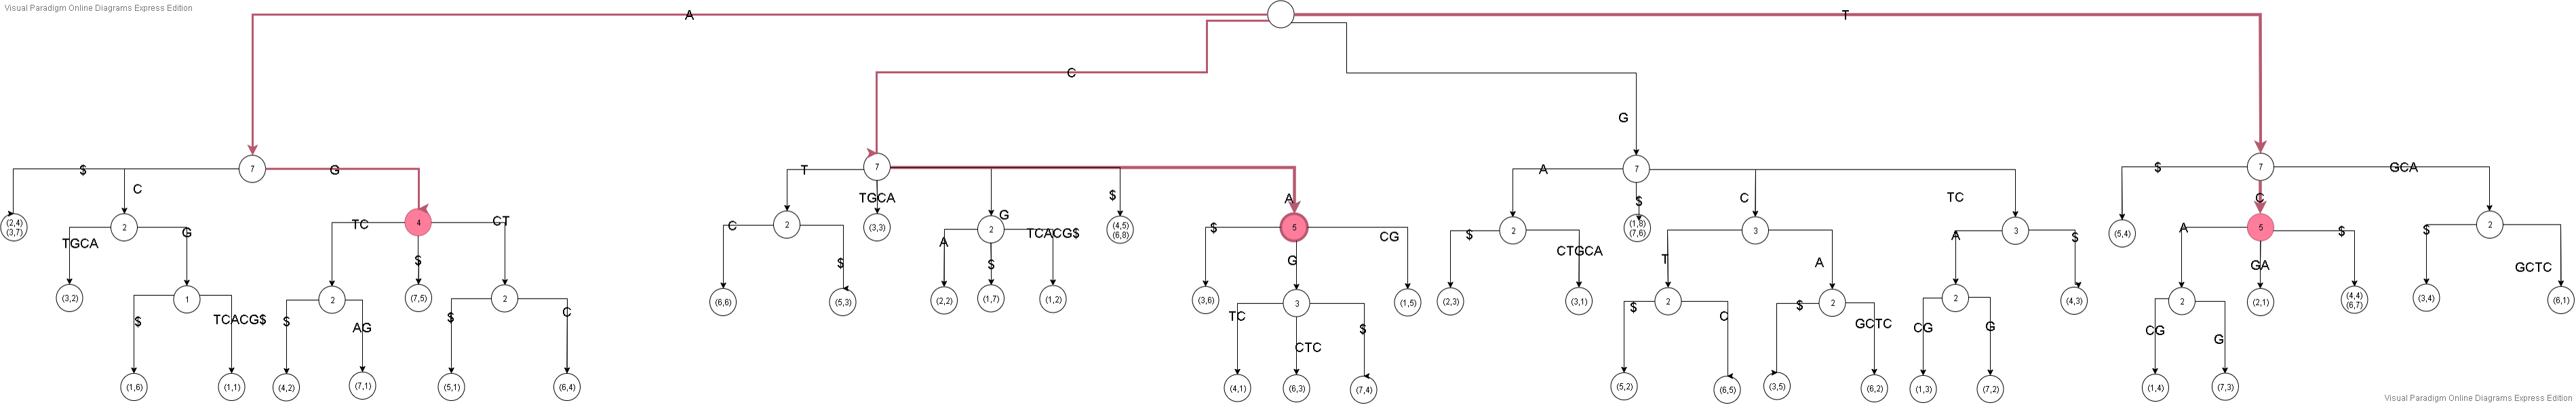 Visual Paradigm Online Diagrams Express Edition
A
T
C
G
7
7
7
7
$
C
G
T
TGCA
G
$
A
A
$
C
TC
$
C
GCA
(2,4)
(3,7)
2
TC
4
CT
2
(3,3)
2
(4,5)
(6,8)
5
2
(1,8)
(7,6)
3
3
(5,4)
5
2
TGCA
G
$
C
$
A
$
TCACG$
$
G
CG
$
CTGCA
T
A
A
$
A
GA
$
$
GCTC
(3,2)
1
2
(7,5)
2
(6,6)
(5,3)
(2,2)
(1,7)
(1,2)
(3,6)
3
(1,5)
(2,3)
(3,1)
2
2
2
(4,3)
2
(2,1)
(4,4)
(6,7)
(3,4)
(6,1)
$
TCACG$
$
AG
$
C
TC
CTC
$
$
C
$
GCTC
CG
G
CG
G
(1,6)
(1,1)
(4,2)
(7,1)
(5,1)
(6,4)
(4,1)
(6,3)
(7,4)
(5,2)
(6,5)
(3,5)
(6,2)
(1,3)
(7,2)
(1,4)
(7,3)
Visual Paradigm Online Diagrams Express Edition